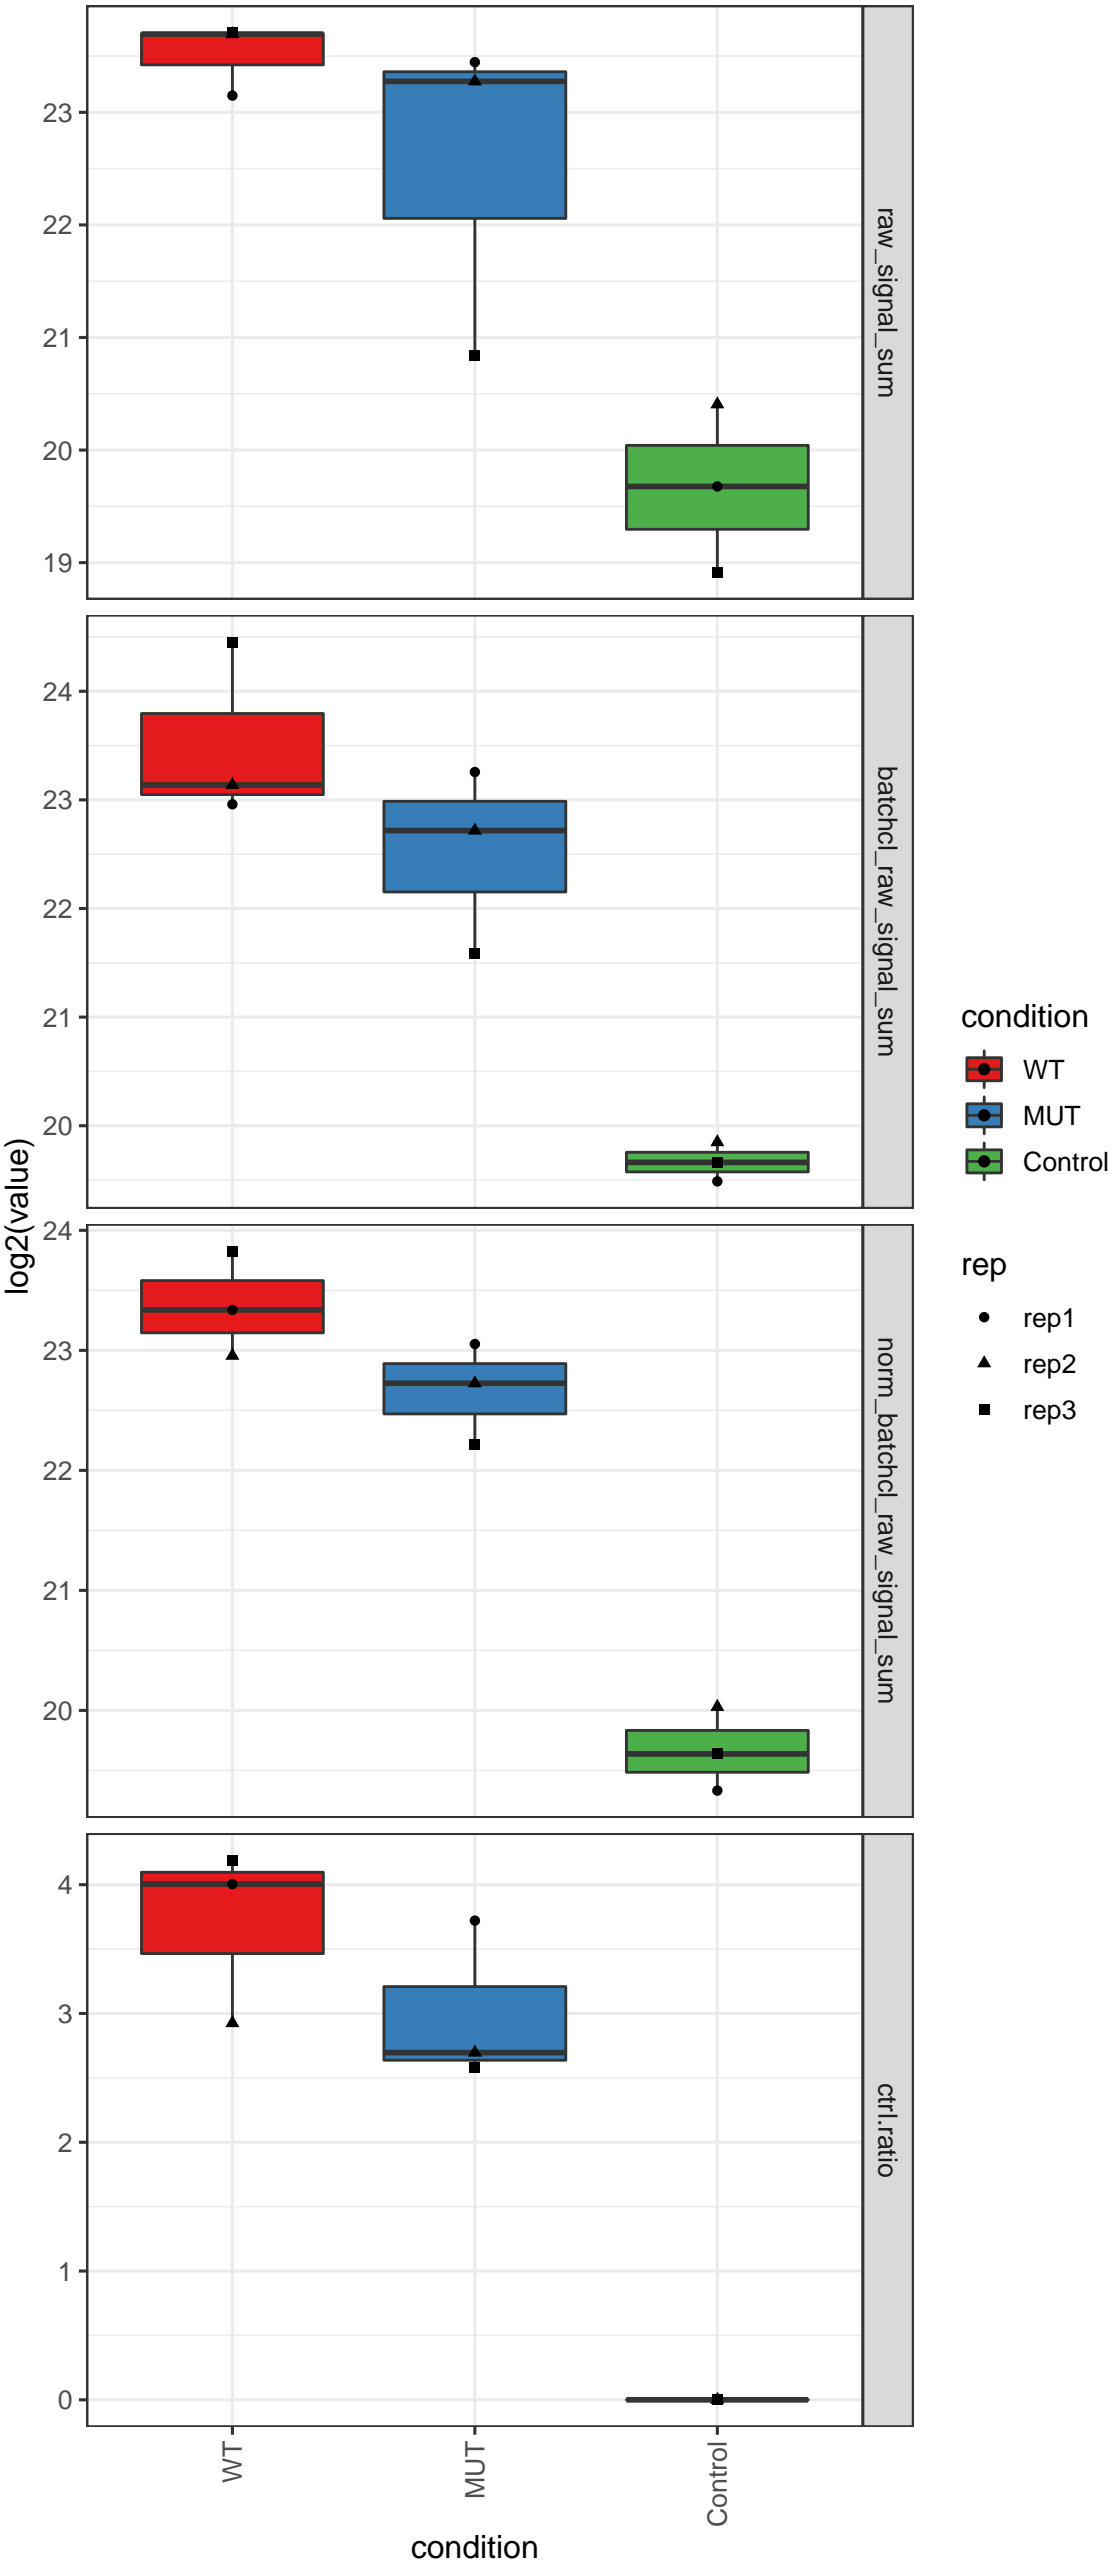 log2(value)
23
22
21
20
19
raw_signal_sum
24
23
22
21
20
batchcl_raw_signal_sum
24
23
22
21
20
norm_batchcl_raw_signal_sum
4
3
2
1
0
ctrl.ratio
WT
MUT
Control
condition
condition
WT
MUT
Control
rep
rep1
rep2
rep3